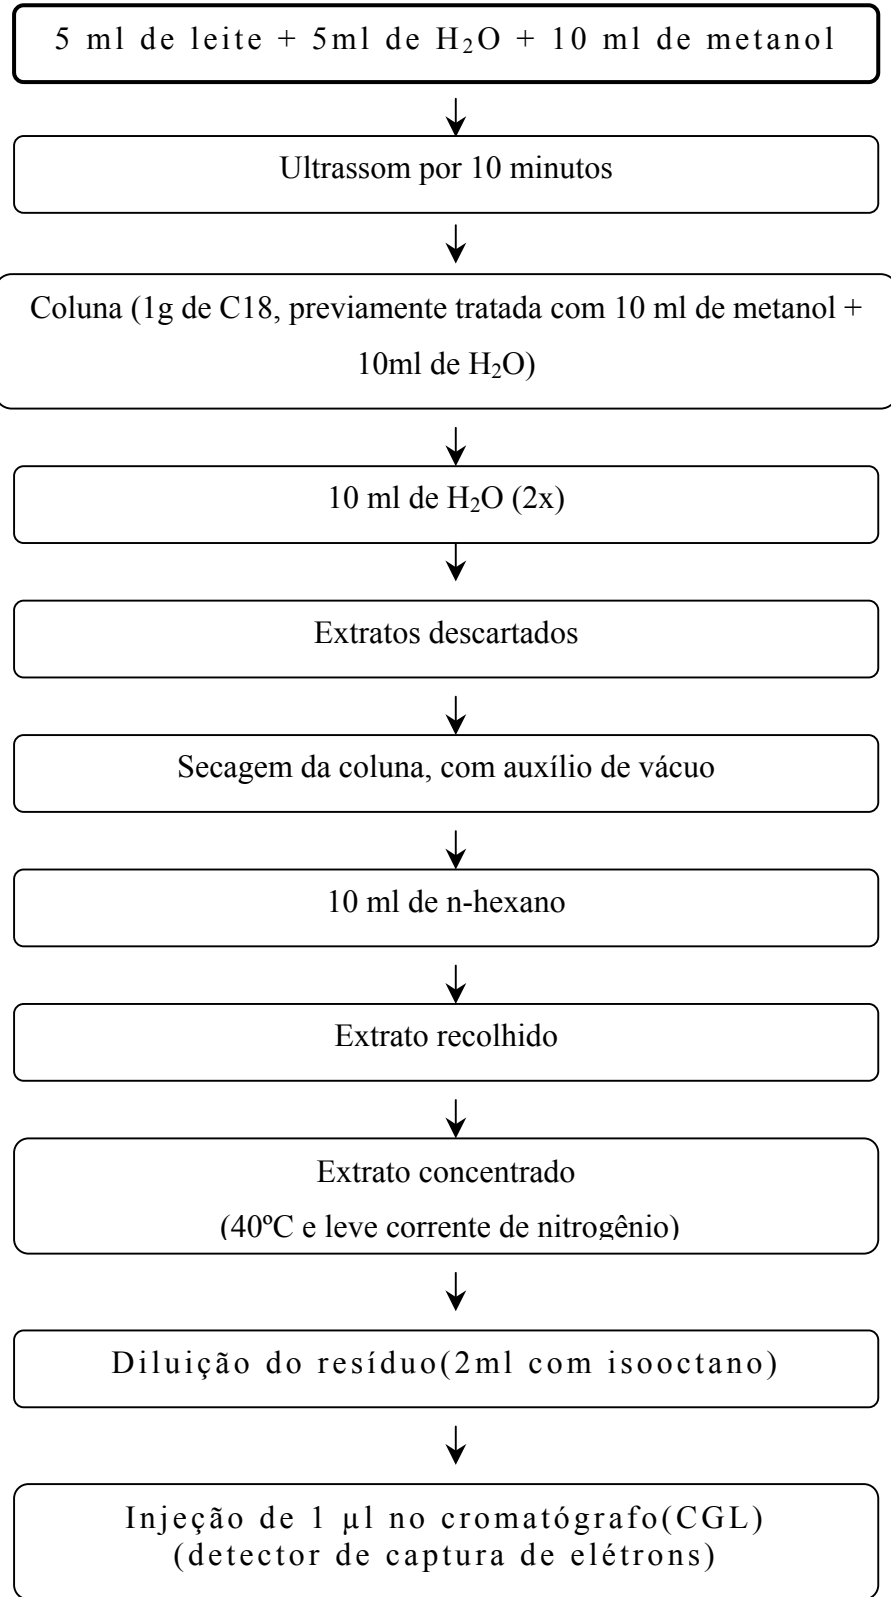 5 ml de leite + 5ml de H₂O + 10 ml de metanol
Ultrassom por 10 minutos
Coluna (1g de C18, previamente tratada com 10 ml de metanol +
10ml de H₂O)
10 ml de H₂O (2x)
Extratos descartados
Secagem da coluna, com auxílio de vácuo
10 ml de n-hexano
Extrato recolhido
Extrato concentrado
(40ºC e leve corrente de nitrogênio)
Diluição do resíduo(2ml com isooctano)
Injeção de 1 µl no cromatógrafo(CGL)
(detector de captura de elétrons)